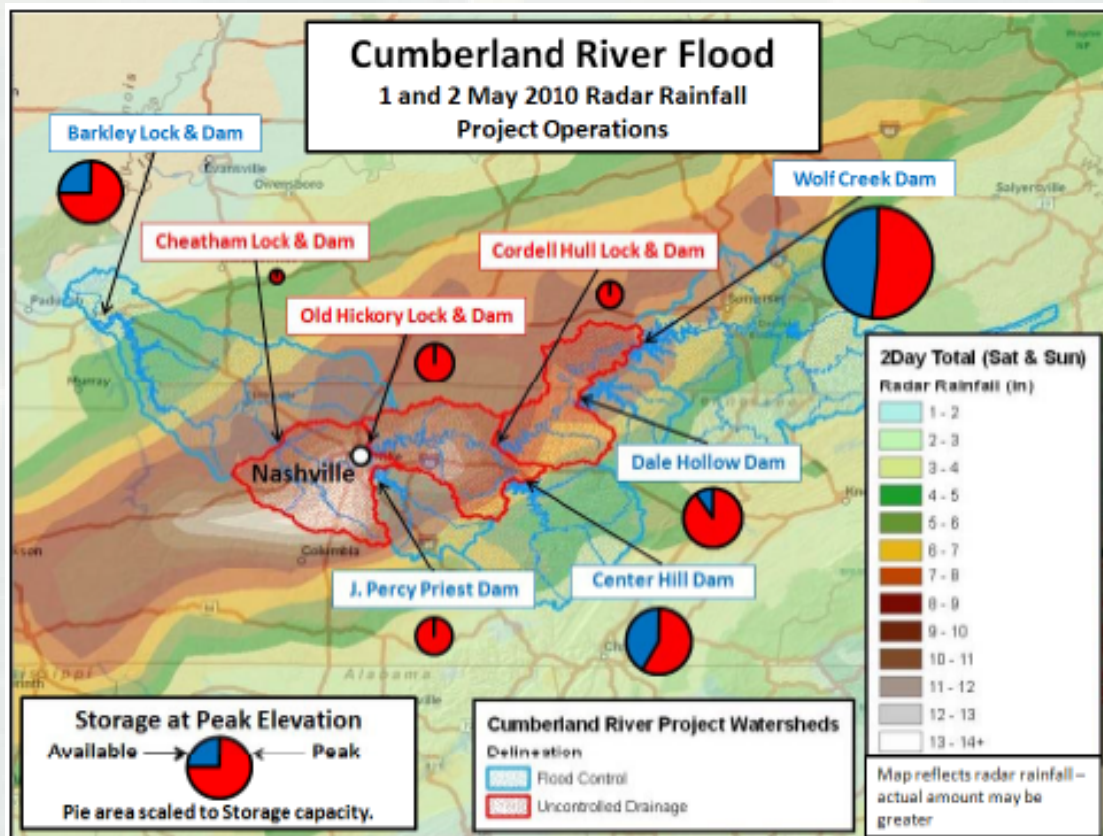 Cumberland River Flood
1 and 2 May 2010 Radar Rainfall
Project Operations
Barkley Lock & Dam
Wolf Creek Dam
Cheatham Lock & Dam
Cordell Hull Lock & Dam
Old Hickory Lock & Dam
Evansville
Owensboro
Salyersville
Paducah
Somerset
Murray
Nashville
Dale Hollow Dam
Columbia
J. Percy Priest Dam
Center Hill Dam
Alabama
2Day Total (Sat & Sun)
Radar Rainfall (In)
1 - 2
2 - 3
3 - 4
4 - 5
5 - 6
6 - 7
7 - 8
8 - 9
9 - 10
10 - 11
11 - 12
12 - 13
13 - 14+
Map reflects radar rainfall –
actual amount may be
greater
Storage at Peak Elevation
Available
Peak
Pie area scaled to Storage capacity.
Cumberland River Project Watersheds
Delineation
Flood Control
Uncontrolled Drainage